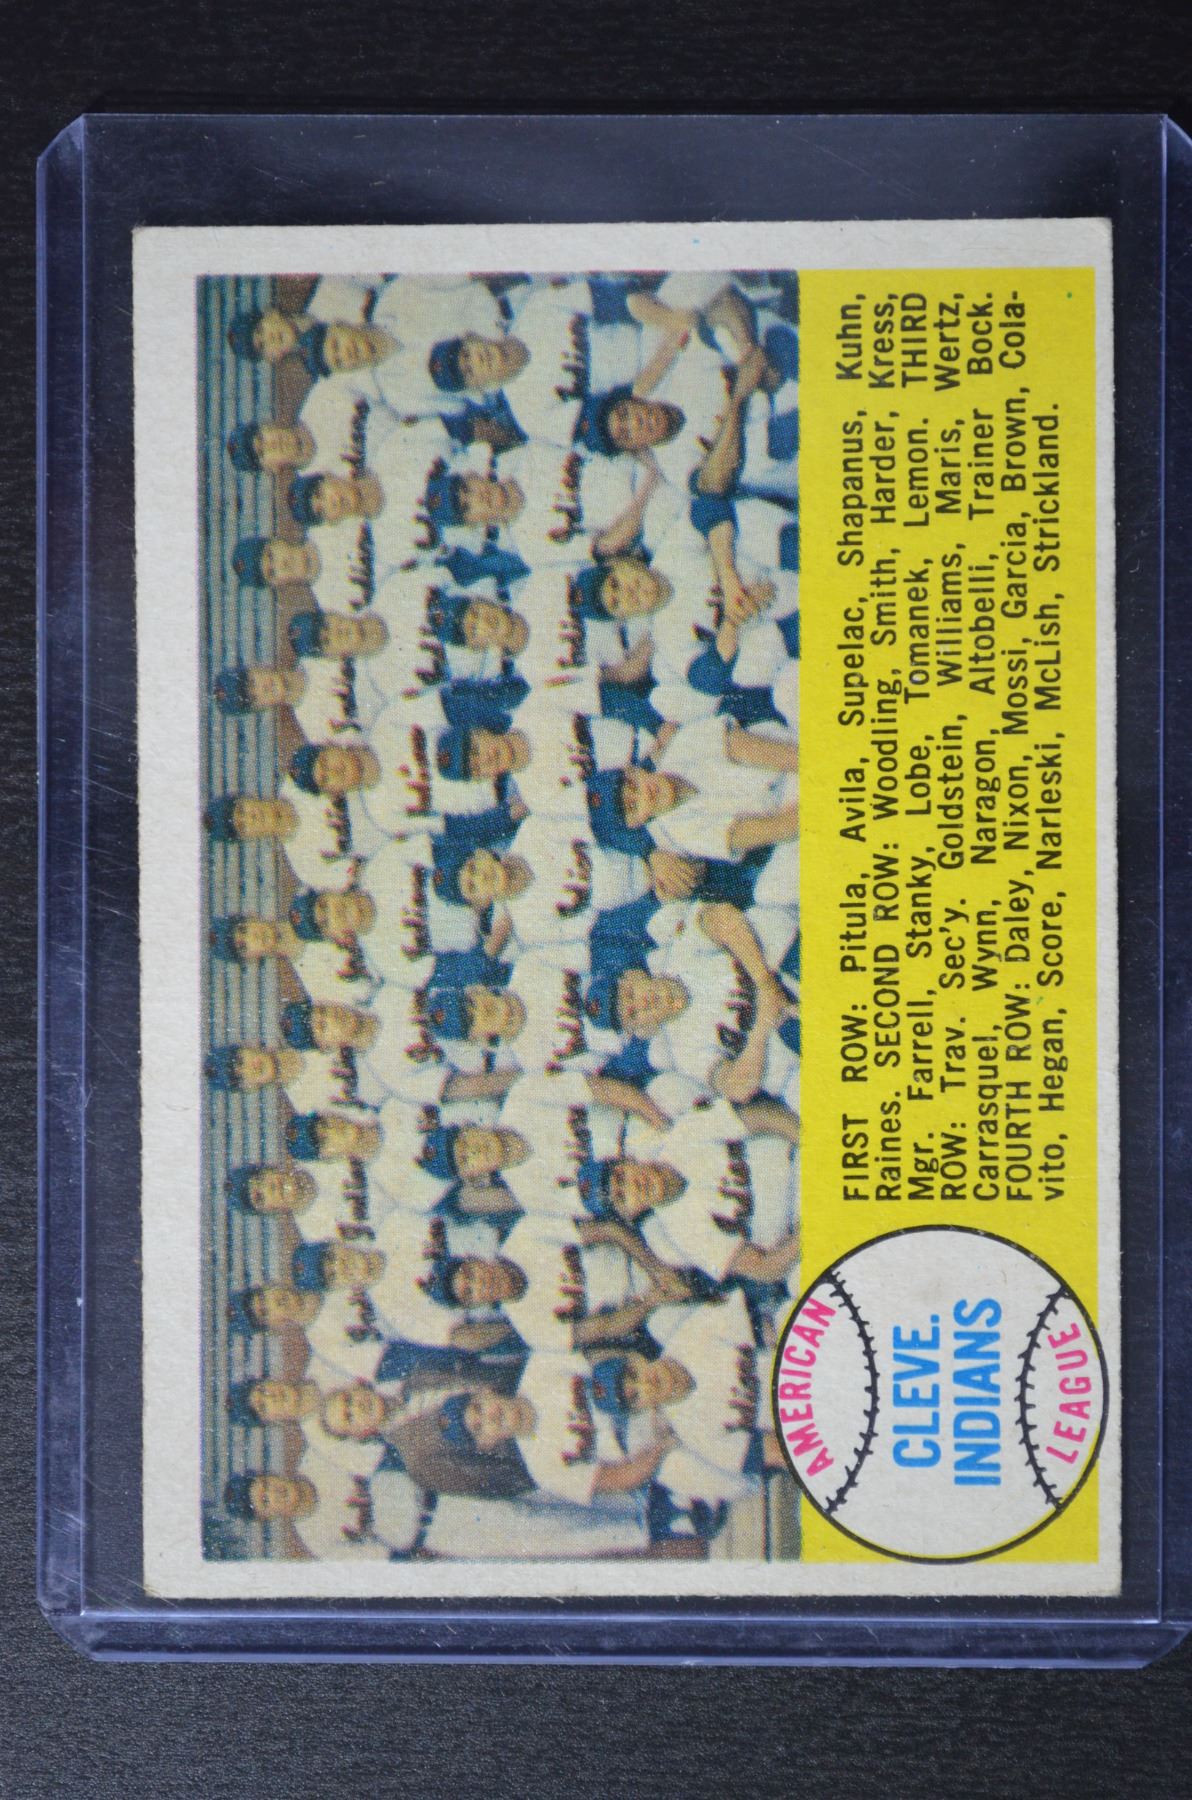 FIRST ROW: Pitula, Avila, Supelac, Shapanus, Kuhn,
Raines. SECOND ROW: Woodling, Smith, Harder, Kress,
Mgr. Farrell, Stanky, Lobe, Tomanek, Lemon. THIRD
ROW: Trav. Sec'y. Goldstein, Williams, Maris, Wertz,
Carrasquel, Wynn, Naragon, Altobelli, Trainer Bock.
FOURTH ROW: Daley, Nixon, Mossi, Garcia, Brown, Cola-
vito, Hegan, Score, Narleski, McLish, Strickland.
AMERICAN
CLEVE.
INDIANS
LEAGUE